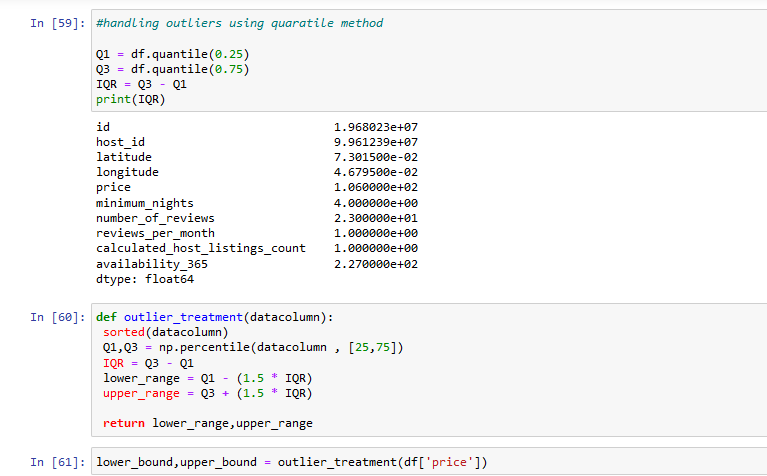 In [59]: #handling outliers using quaratile method
Q1 = df.quantile(0.25)
Q3 = df.quantile(0.75)
IQR = Q3 - Q1
print(IQR)
id 1.968023e+07
host_id 9.961239e+07
latitude 7.301500e-02
longitude 4.679500e-02
price 1.060000e+02
minimum_nights 4.000000e+00
number_of_reviews 2.300000e+01
reviews_per_month 1.000000e+00
calculated_host_listings_count 1.000000e+00
availability_365 2.270000e+02
dtype: float64
In [60]: def outlier_treatment(datacolumn):
sorted(datacolumn)
Q1,Q3 = np.percentile(datacolumn , [25,75])
IQR = Q3 - Q1
lower_range = Q1 - (1.5 * IQR)
upper_range = Q3 + (1.5 * IQR)
return lower_range,upper_range
In [61]: lower_bound,upper_bound = outlier_treatment(df['price'])